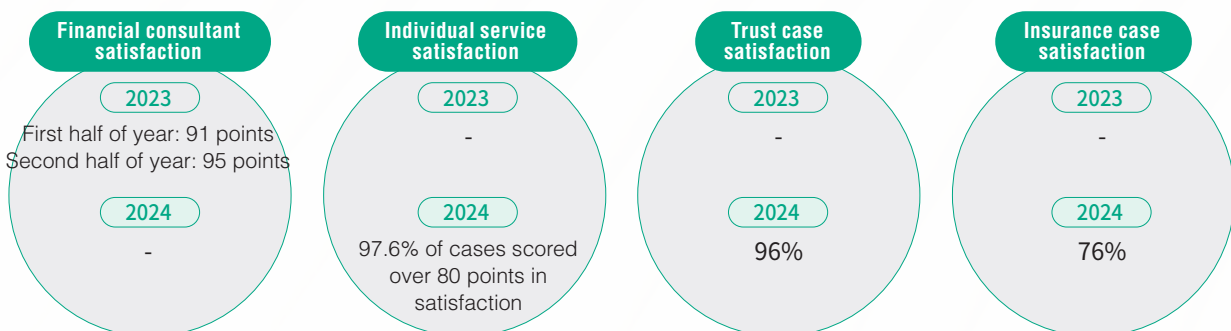 Financial consultant
satisfaction
2023
First half of year: 91 points
Second half of year: 95 points
2024
-
Individual service
satisfaction
2023
-
2024
97.6% of cases scored
over 80 points in
satisfaction
Trust case
satisfaction
2023
-
2024
96%
Insurance case
satisfaction
2023
-
2024
76%